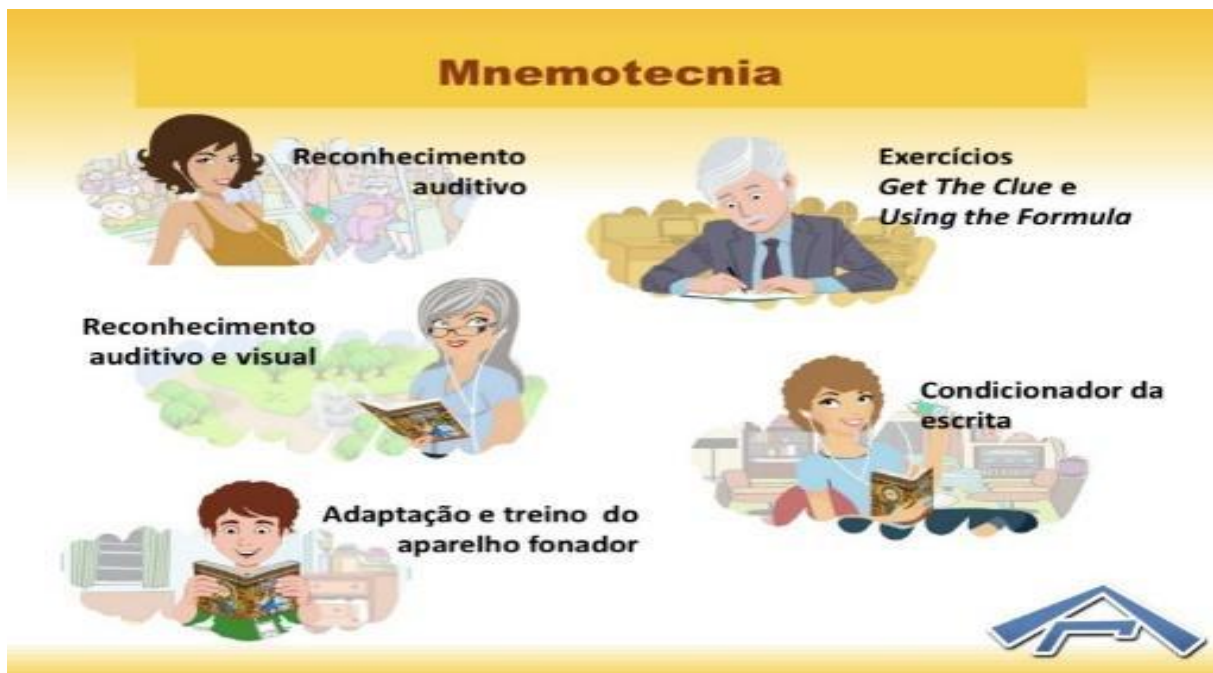 Mnemotecnia
Reconhecimento
auditivo
Reconhecimento
auditivo e visual
Adaptação e treino do
aparelho fonador
Exercícios
Get The Clue e
Using the Formula
Condicionador da
escrita